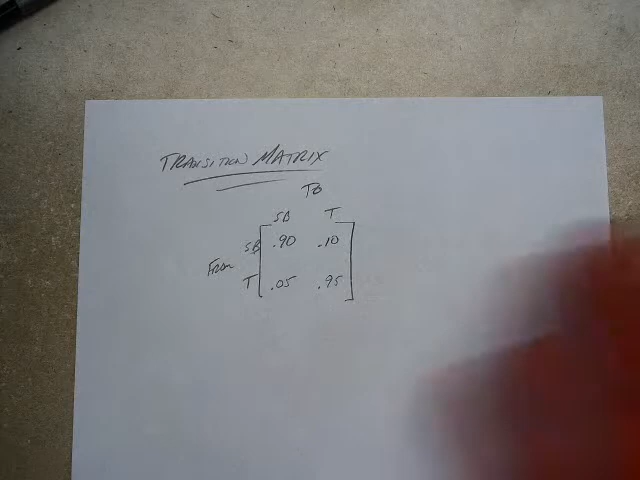 TRANSITION MATRIX
TO
SB T
SB .90 .10
From
T .05 .95